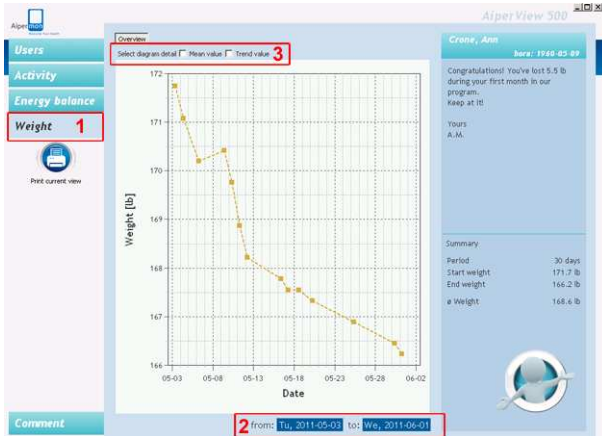 AiperView 500
Aipermon
Users
Activity
Energy balance
Weight
1
Print current view
Comment
Overview
Select diagram detail Mean value Trend value 3
Weight [lb]
172
171
170
169
168
167
166
05-03 05-08 05-13 05-18 05-23 05-28 06-02
Date
2 from: Tu, 2011-05-03 to: We, 2011-06-01
Crone, Ann
born: 1960-05-09
Congratulations! You've lost 5.5 lb
during your first month in our
program.
Keep at it!
Yours
A.M.
Summary
Period 30 days
Start weight 171.7 lb
End weight 166.2 lb
ø Weight 168.6 lb